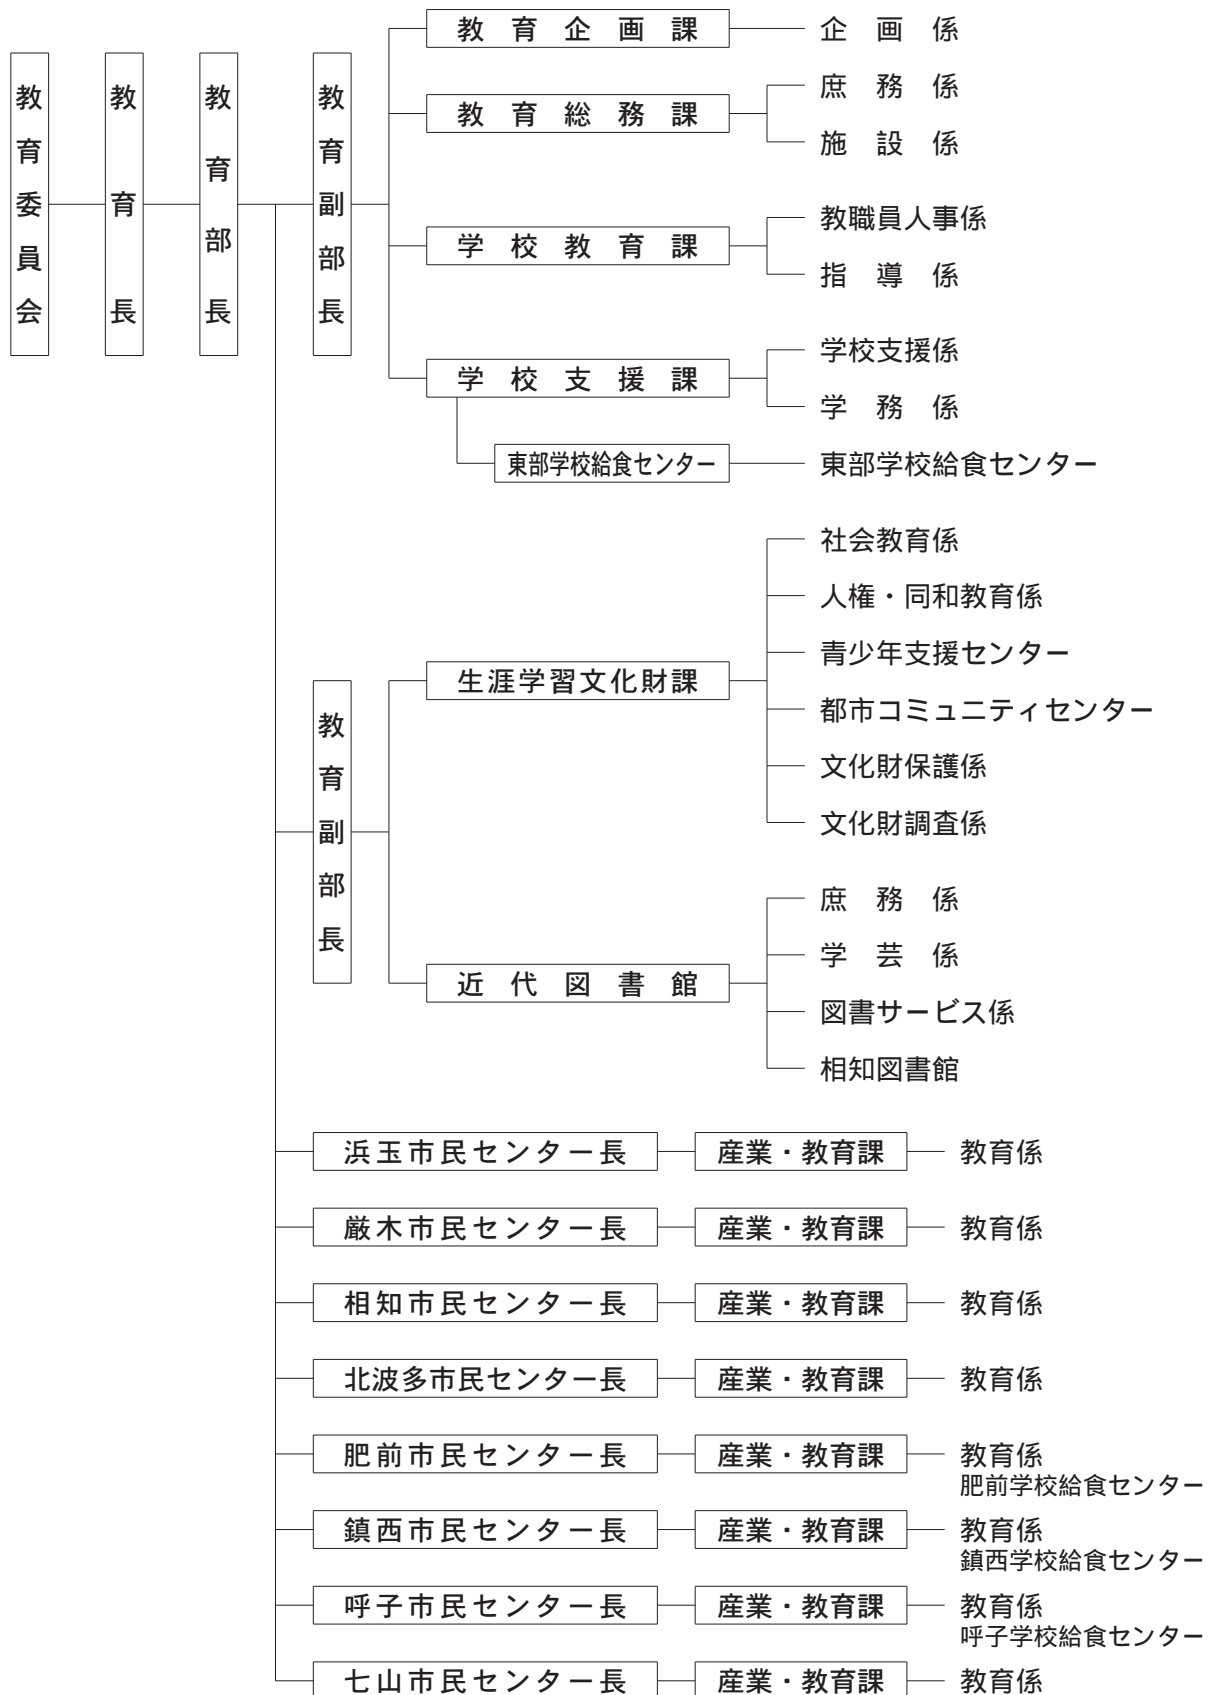 教育委員会
教育長
教育部長
教育副部長
教育企画課
企画係
教育総務課
庶務係
施設係
学校教育課
教職員人事係
指導係
学校支援課
学校支援係
学務係
東部学校給食センター
東部学校給食センター
教育副部長
生涯学習文化財課
社会教育係
人権・同和教育係
青少年支援センター
都市コミュニティセンター
文化財保護係
文化財調査係
近代図書館
庶務係
学芸係
図書サービス係
相知図書館
浜玉市民センター長 産業・教育課 教育係
厳木市民センター長 産業・教育課 教育係
相知市民センター長 産業・教育課 教育係
北波多市民センター長 産業・教育課 教育係
肥前市民センター長 産業・教育課 教育係
肥前学校給食センター
鎮西市民センター長 産業・教育課 教育係
鎮西学校給食センター
呼子市民センター長 産業・教育課 教育係
呼子学校給食センター
七山市民センター長 産業・教育課 教育係